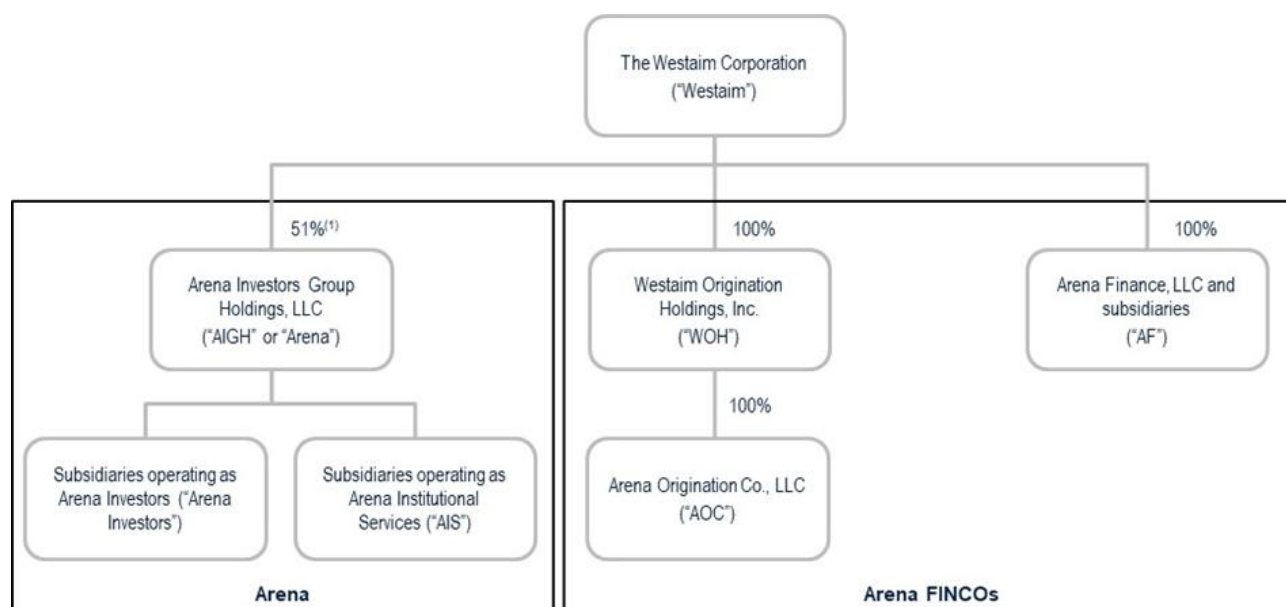 The Westaim Corporation
(“Westaim”)
51%(1)
100%
100%
Arena Investors Group
Holdings, LLC
(“AIGH” or “Arena”)
Westaim Origination
Holdings, Inc.
(“WOH”)
Arena Finance, LLC and
subsidiaries
(“AF”)
100%
Subsidiaries operating as
Arena Investors (“Arena
Investors”)
Subsidiaries operating as
Arena Institutional
Services (“AIS”)
Arena Origination Co., LLC
(“AOC”)
Arena
Arena FINCOs